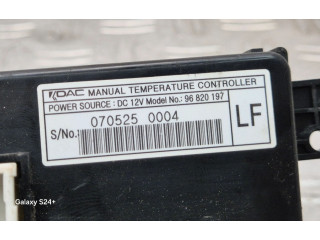 DAC MANUAL TEMPERATURE CONTROLLER
POWER SOURCE : DC 12V Model No.: 96 820 197
S/No.: 070525 0004
LF
Galaxy S24+